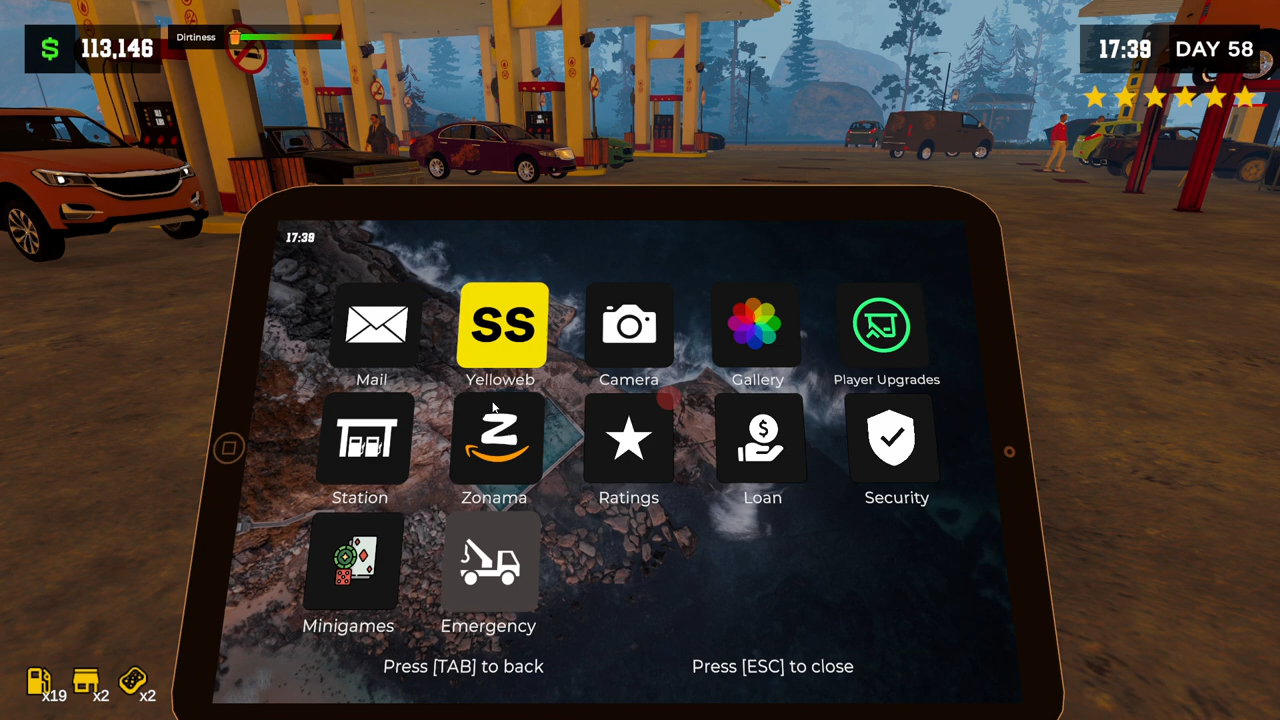 $ 113,146
Dirtiness
17:39 DAY 58
17:39
SS
Mail
Yelloweb
Camera
Gallery
Player Upgrades
Z
$
Station
Zonama
Ratings
Loan
Security
Minigames
Emergency
Press [TAB] to back
Press [ESC] to close
x19
x2
x2